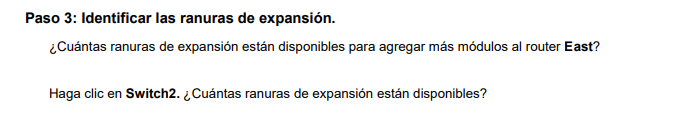 Paso 3: Identificar las ranuras de expansión.
¿Cuántas ranuras de expansión están disponibles para agregar más módulos al router East?
Haga clic en Switch2. ¿Cuántas ranuras de expansión están disponibles?